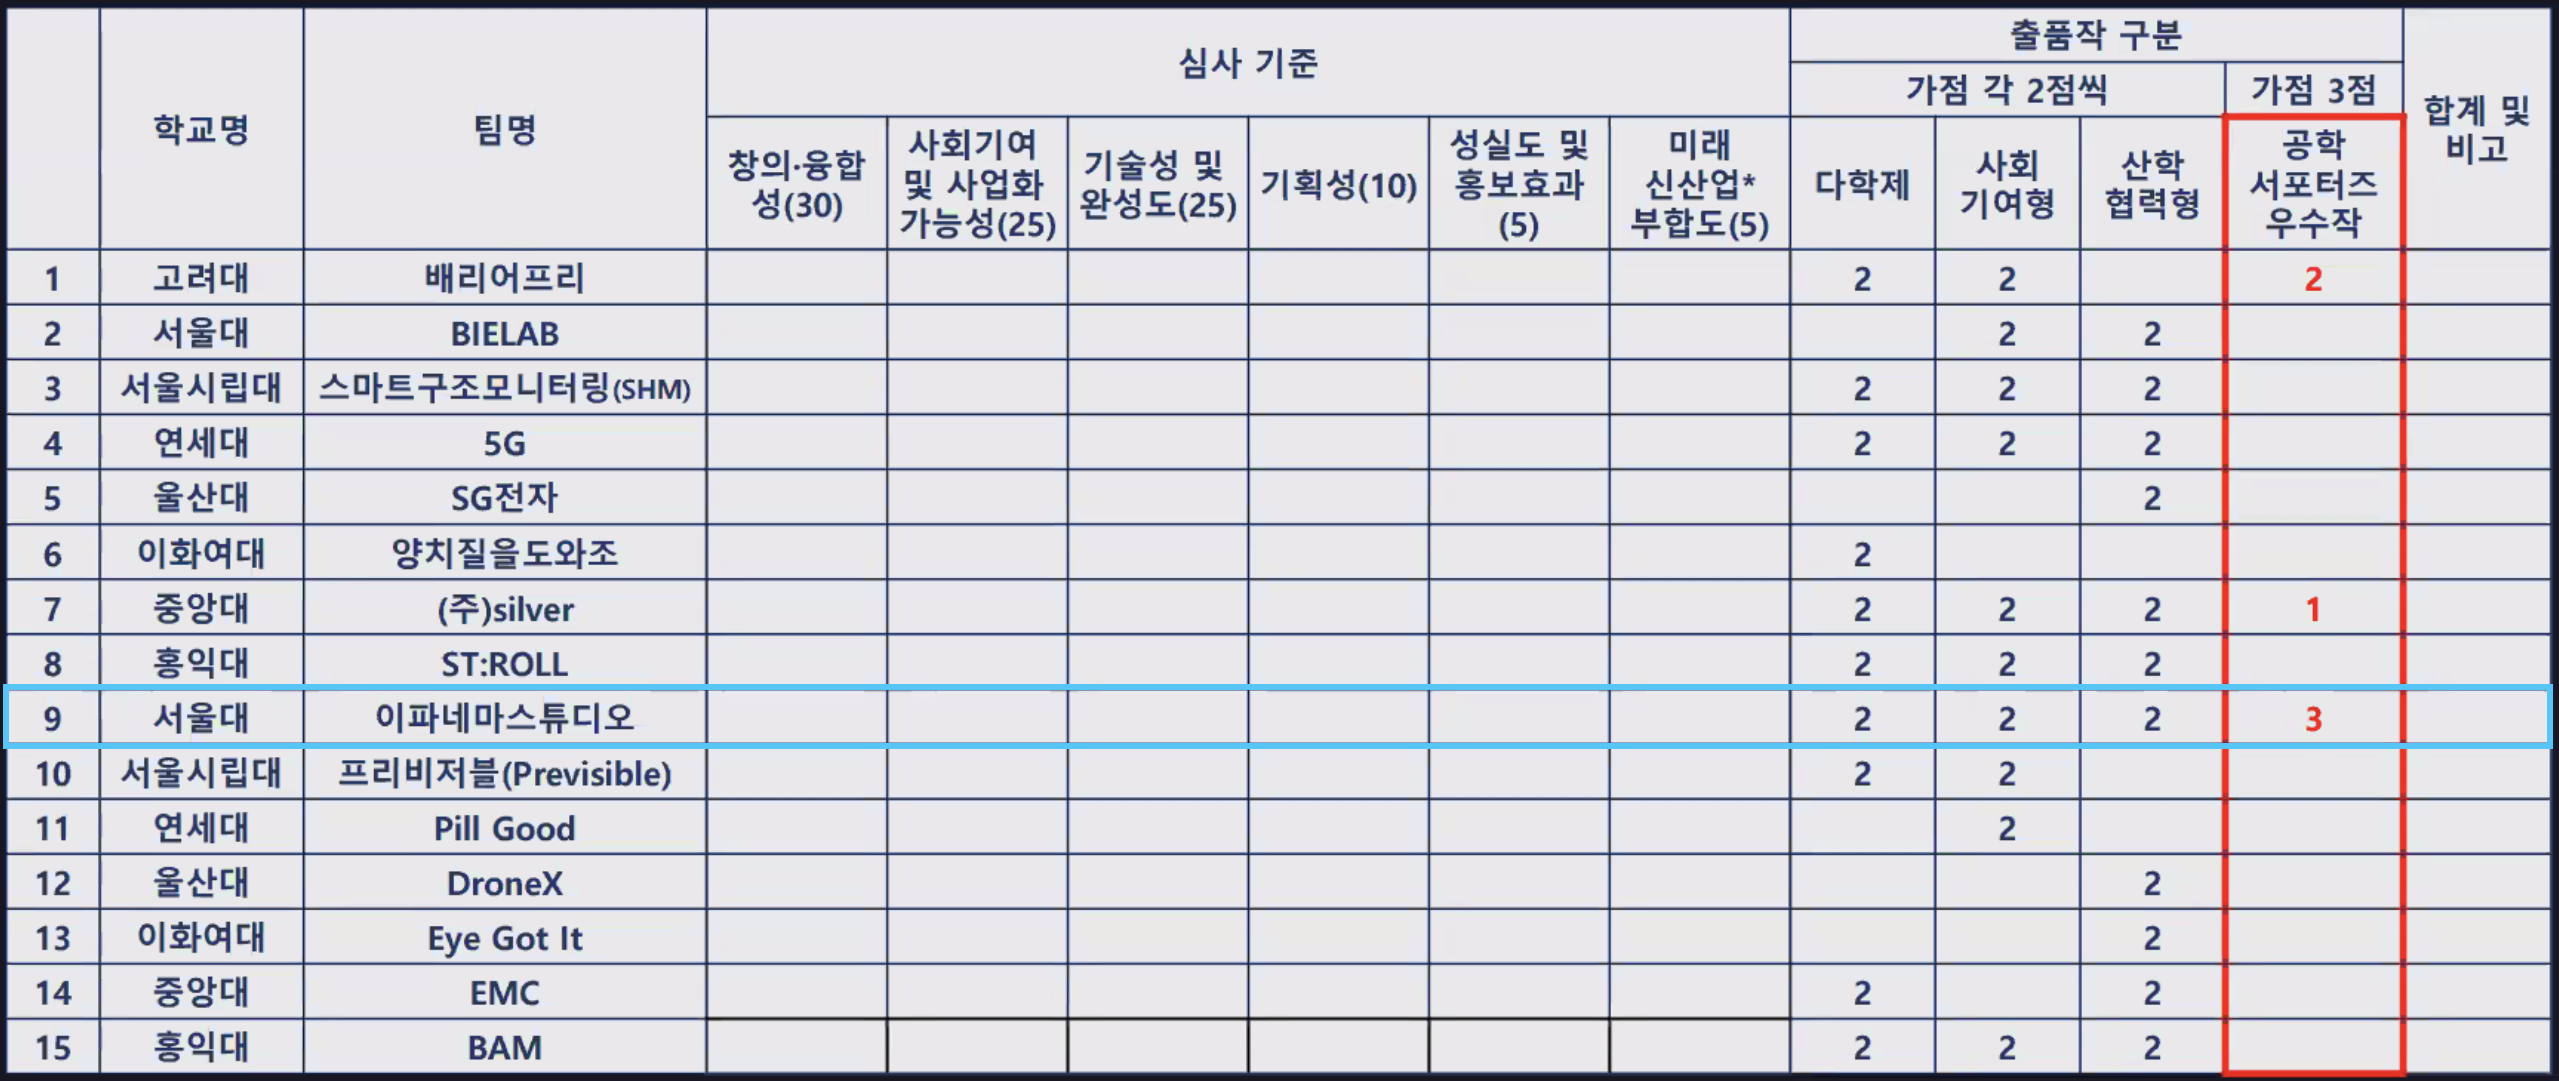 학교명
팀명
심사 기준
출품작 구분
합계 및
비고
가점 각 2점씩
가점 3점
창의·융합
성(30)
사회기여
및 사업화
가능성(25)
기술성 및
완성도(25)
기획성(10)
성실도 및
홍보효과
(5)
미래
신산업*
부합도(5)
다학제
사회
기여형
산학
협력형
공학
서포터즈
우수작
1 고려대 배리어프리 2 2 2
2 서울대 BIELAB 2 2
3 서울시립대 스마트구조모니터링(SHM) 2 2 2
4 연세대 5G 2 2 2
5 울산대 SG전자 2
6 이화여대 양치질을도와조 2
7 중앙대 (주)silver 2 2 2 1
8 홍익대 ST:ROLL 2 2 2
9 서울대 이파네마스튜디오 2 2 2 3
10 서울시립대 프리비저블(Previsible) 2 2
11 연세대 Pill Good 2
12 울산대 DroneX 2
13 이화여대 Eye Got It 2
14 중앙대 EMC 2 2
15 홍익대 BAM 2 2 2